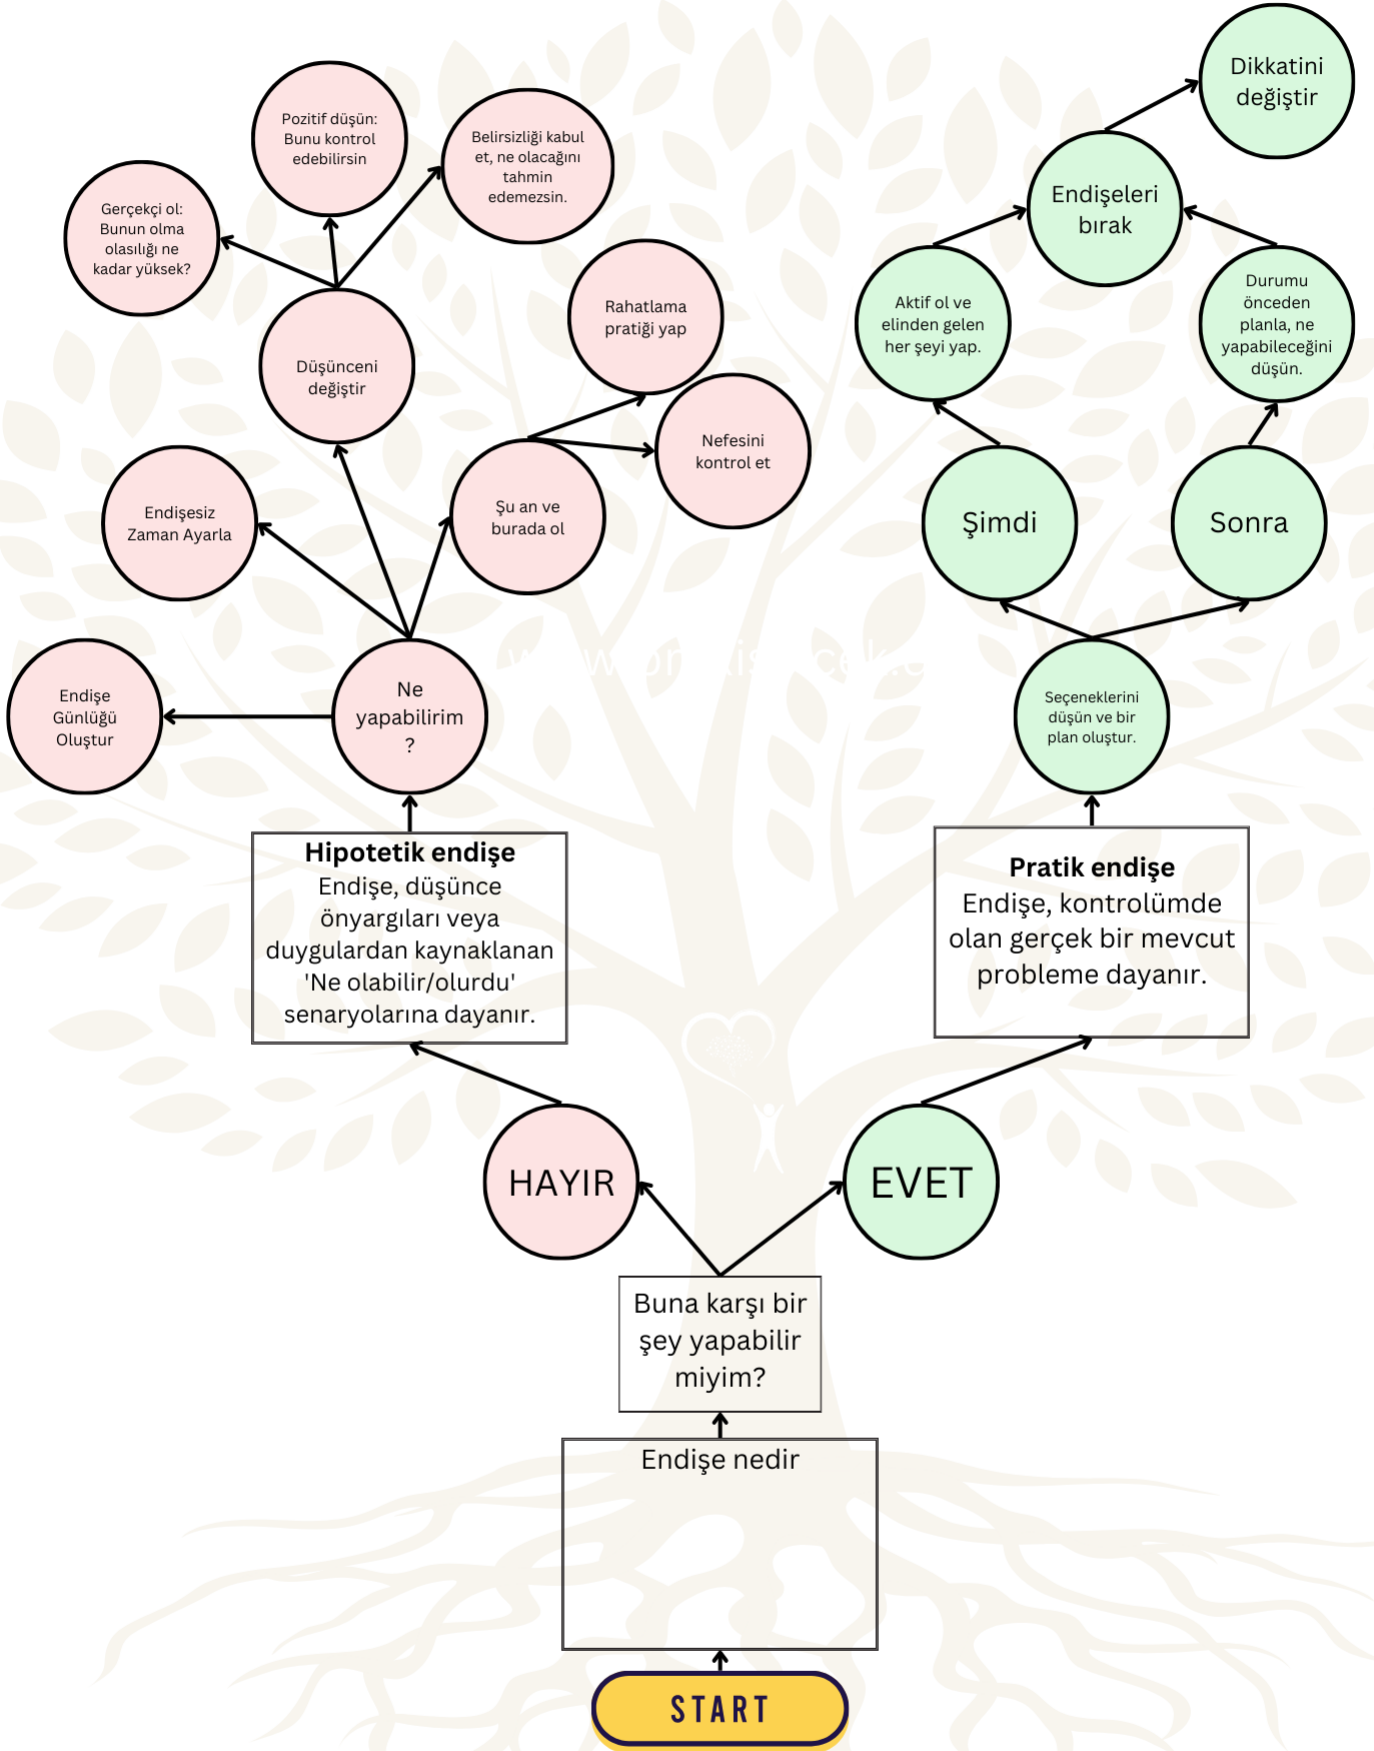 Dikkatini
değiştir
Pozitif düşün:
Bunu kontrol
edebilirsin
Belirsizliği kabul
et, ne olacağını
tahmin
edemezsin.
Endişeleri
bırak
Gerçekçi ol:
Bunun olma
olasılığı ne
kadar yüksek?
Rahatlama
pratiği yap
Aktif ol ve
elinden gelen
her şeyi yap.
Durumu
önceden
planla, ne
yapabileceğini
düşün.
Düşünceni
değiştir
Nefesini
kontrol et
Endişesiz
Zaman Ayarla
Şu an ve
burada ol
Şimdi
Sonra
Endişe
Günlüğü
Oluştur
Ne
yapabilirim
?
Seçeneklerini
düşün ve bir
plan oluştur.
Hipotetik endişe
Endişe, düşünce
önyargıları veya
duygulardan kaynaklanan
'Ne olabilir/olurdu'
senaryolarına dayanır.
Pratik endişe
Endişe, kontrolümde
olan gerçek bir mevcut
probleme dayanır.
HAYIR
EVET
Buna karşı bir
şey yapabilir
miyim?
Endişe nedir
START